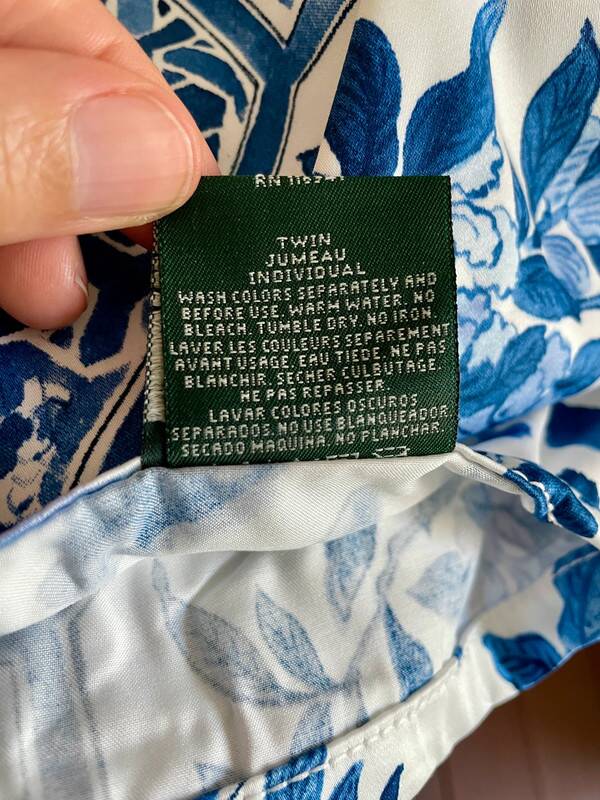 TWIN
JUMEAU
INDIVIDUAL
WASH COLORS SEPARATELY AND
BEFORE USE. WARM WATER. NO
BLEACH. TUMBLE DRY. NO IRON.
LAVER LES COULEURS SEPAREMENT
AVANT USAGE. EAU TIEDE. NE PAS
BLANCHIR. SECHER CULBUTAGE.
NE PAS REPASSER.
LAVAR COLORES OSCUROS
SEPARADOS. NO USE BLANQUEADOR
SECADO MAQUINA. NO PLANCHAR.